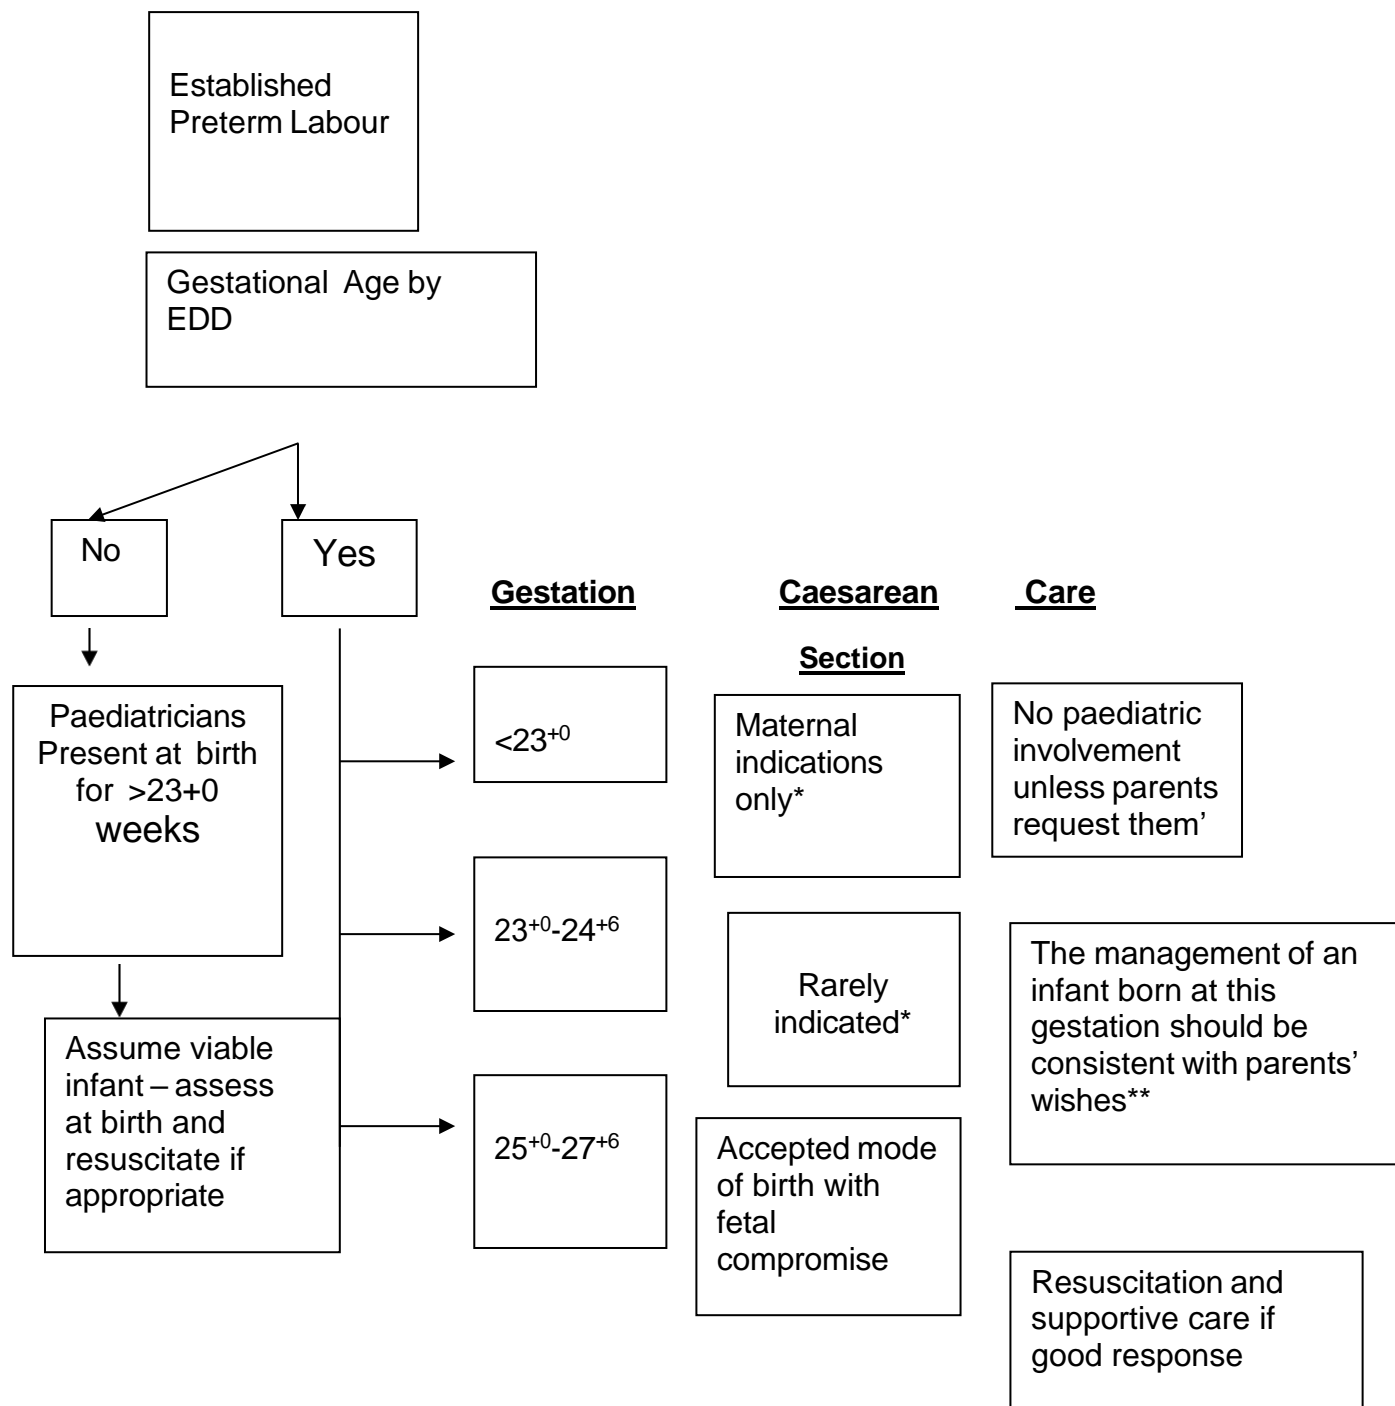 Established
Preterm Labour
Gestational Age by
EDD
No
Yes
Gestation
Caesarean
Section
Care
Paediatricians
Present at birth
for >23+0
weeks
Assume viable
infant – assess
at birth and
resuscitate if
appropriate
<23⁺⁰
Maternal
indications
only*
No paediatric
involvement
unless parents
request them’
23⁺⁰-24⁺⁶
Rarely
indicated*
The management of an
infant born at this
gestation should be
consistent with parents’
wishes**
25⁺⁰-27⁺⁶
Accepted mode
of birth with
fetal
compromise
Resuscitation and
supportive care if
good response